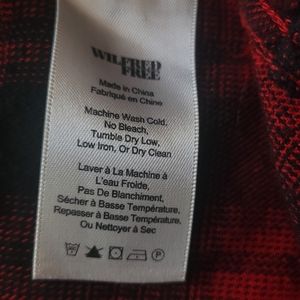 WILFRED
FREE
Made in China
Fabriqué en Chine
Machine Wash Cold,
No Bleach,
Tumble Dry Low,
Low Iron, Or Dry Clean
Laver À La Machine à
L'eau Froide,
Pas De Blanchiment,
Sécher à Basse Température,
Repasser à Basse Température,
Ou Nettoyer à Sec
P